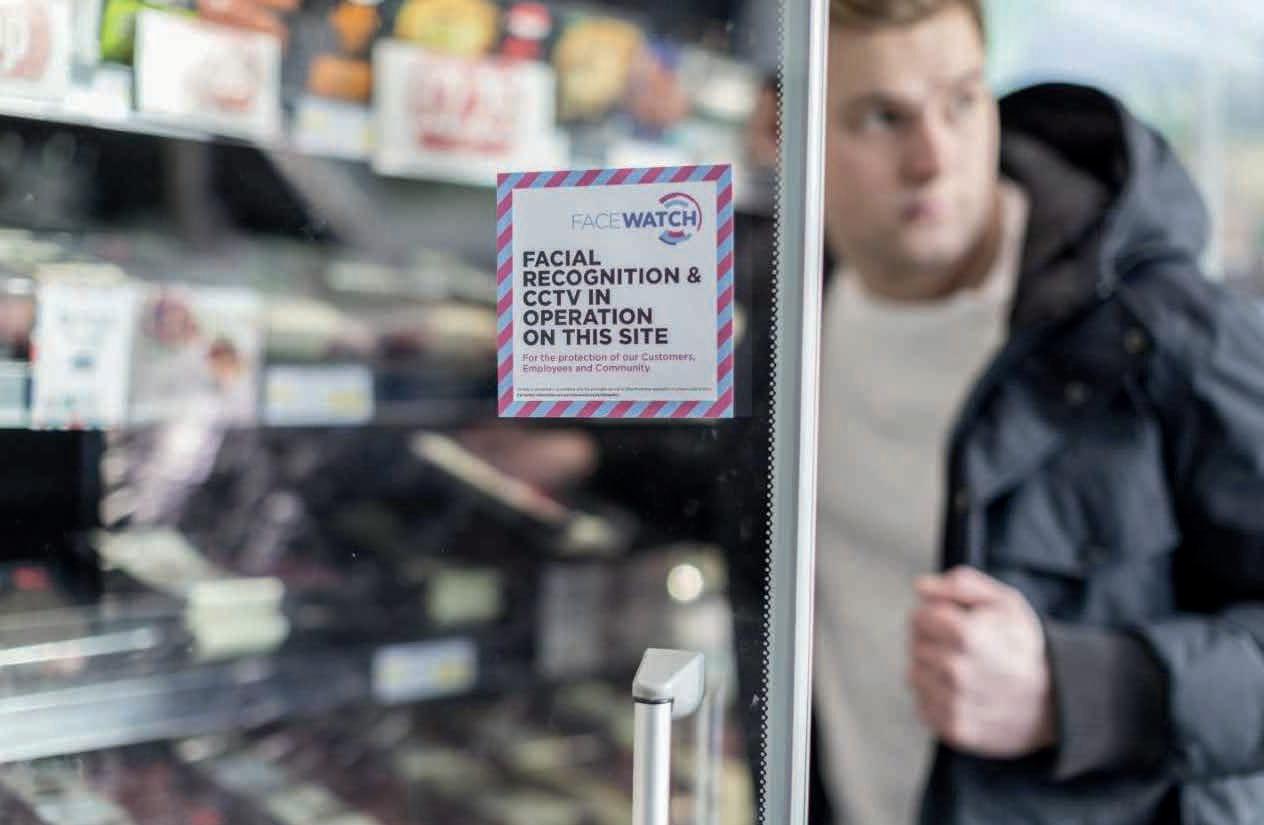 FACEWATCH
FACIAL
RECOGNITION &
CCTV IN
OPERATION
ON THIS SITE
For the protection of our Customers,
Employees and Community.